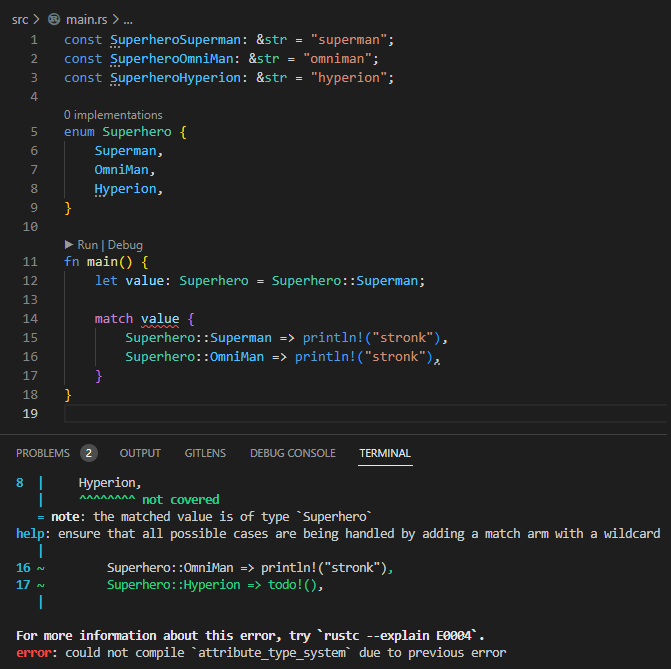 src > main.rs > ...
1 const SuperheroSuperman: &str = "superman";
2 const SuperheroOmniMan: &str = "omniman";
3 const SuperheroHyperion: &str = "hyperion";
4
0 implementations
5 enum Superhero {
6     Superman,
7     OmniMan,
8     Hyperion,
9 }
10
▶ Run | Debug
11 fn main() {
12     let value: Superhero = Superhero::Superman;
13
14     match value {
15         Superhero::Superman => println!("stronk"),
16         Superhero::OmniMan => println!("stronk"),
17     }
18 }
19
PROBLEMS 2 OUTPUT GITLENS DEBUG CONSOLE TERMINAL
8 |     Hyperion,
  |     ^^^^^^^^ not covered
  = note: the matched value is of type `Superhero`
help: ensure that all possible cases are being handled by adding a match arm with a wildcard
   |
16 ~         Superhero::OmniMan => println!("stronk"),
17 ~         Superhero::Hyperion => todo!(),
   |
For more information about this error, try `rustc --explain E0004`.
error: could not compile `attribute_type_system` due to previous error